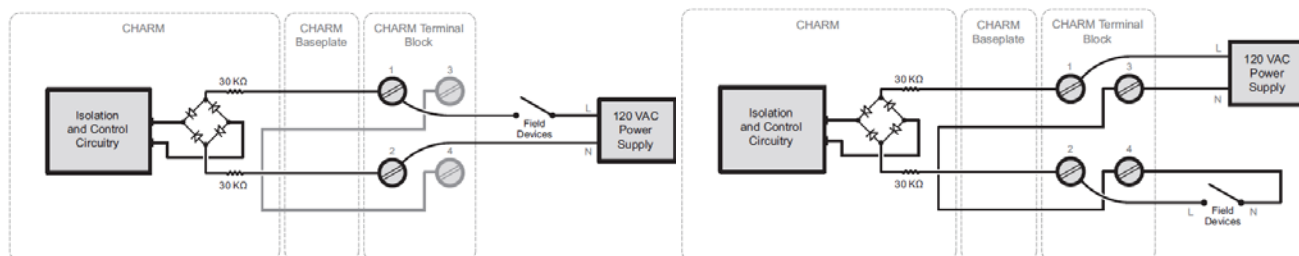 CHARM
CHARM
Baseplate
CHARM Terminal
Block
30 KΩ
1
3
Isolation
and Control
Circuitry
L
Field
Devices
120 VAC
Power
Supply
N
2
4
30 KΩ
CHARM
CHARM
Baseplate
CHARM Terminal
Block
L
120 VAC
Power
Supply
N
30 KΩ
1
3
Isolation
and Control
Circuitry
2
4
30 KΩ
L
Field
Devices
N